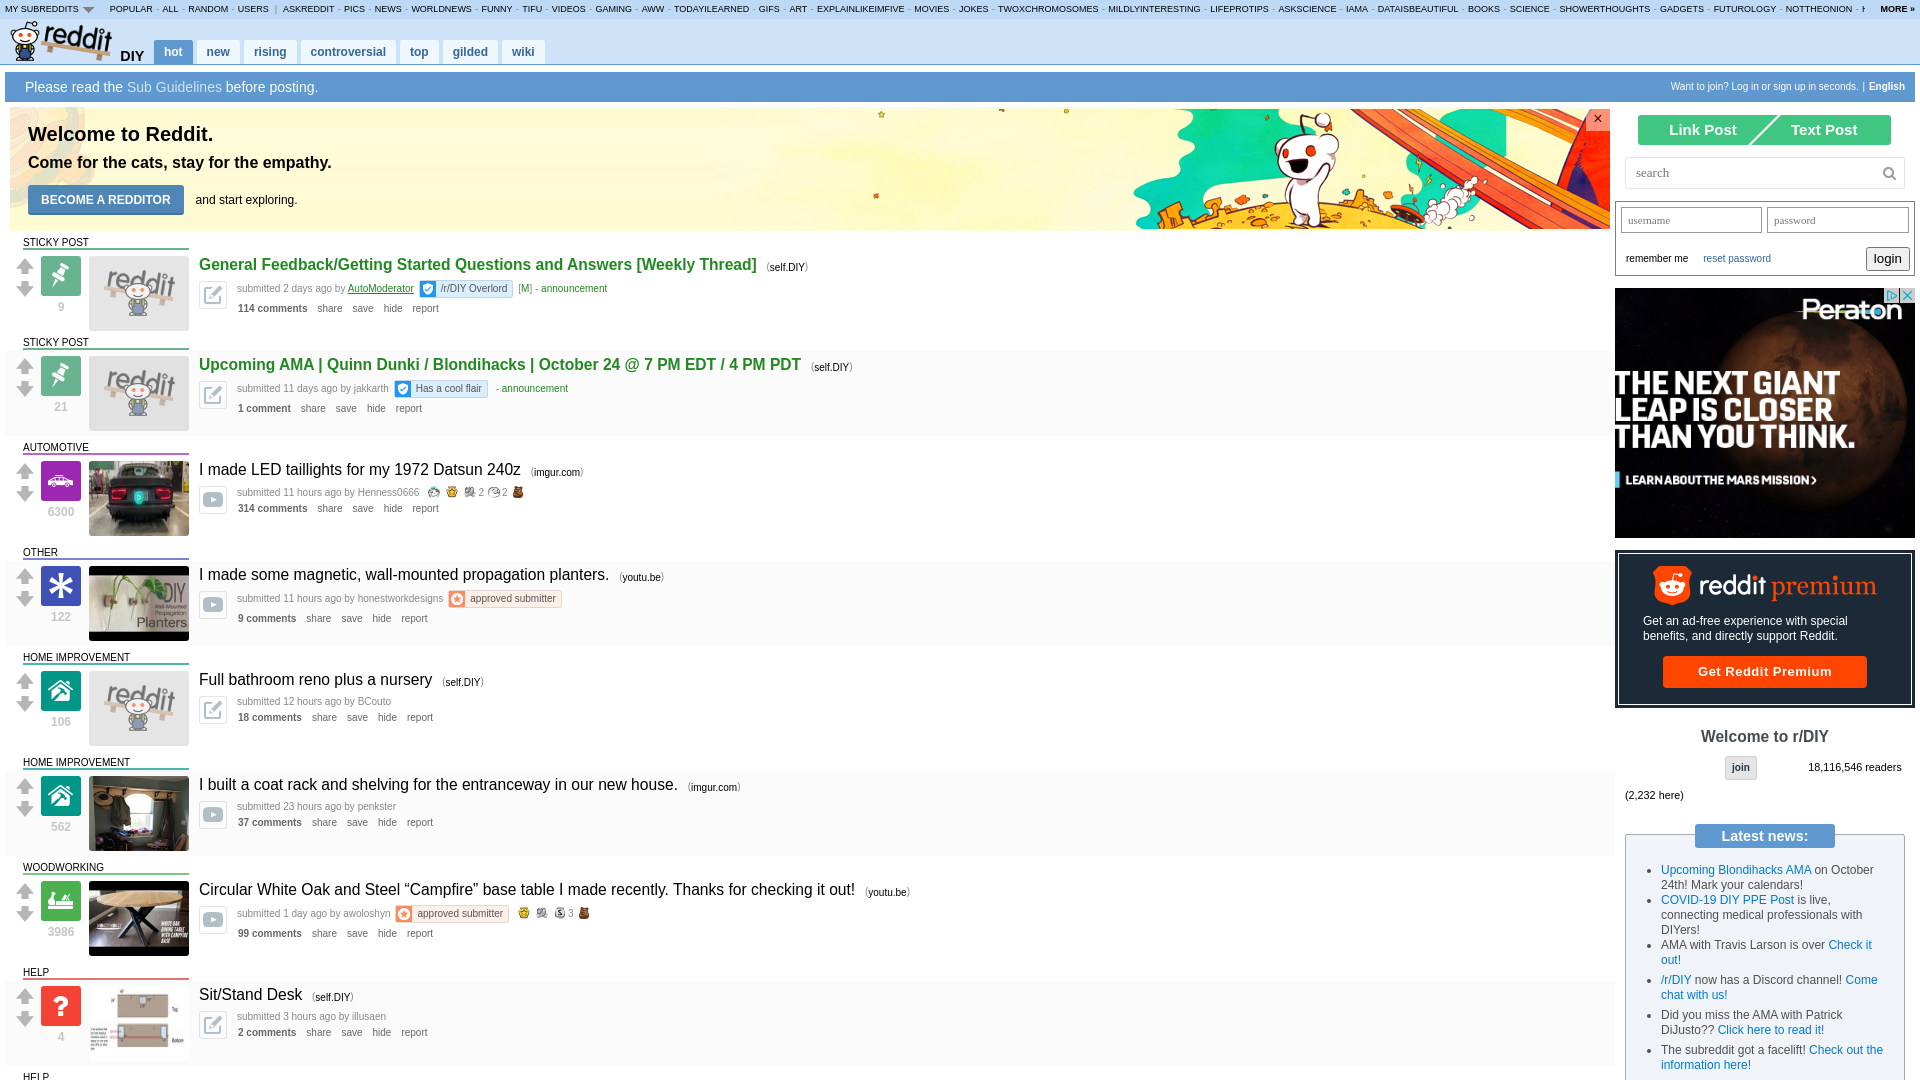 MY SUBREDDITS POPULAR - ALL - RANDOM - USERS | ASKREDDIT - PICS - NEWS - WORLDNEWS - FUNNY - TIFU - VIDEOS - GAMING - AWW - TODAYILEARNED - GIFS - ART - EXPLAINLIKEIMFIVE - MOVIES - JOKES - TWOXCHROMOSOMES - MILDLYINTERESTING - LIFEPROTIPS - ASKSCIENCE - IAMA - DATAISBEAUTIFUL - BOOKS - SCIENCE - SHOWERTHOUGHTS - GADGETS - FUTUROLOGY - NOTTHEONION - MORE »
reddit DIY hot new rising controversial top gilded wiki
Please read the Sub Guidelines before posting.
Want to join? Log in or sign up in seconds. | English
Welcome to Reddit.
Come for the cats, stay for the empathy.
BECOME A REDDITOR and start exploring.
×
STICKY POST
General Feedback/Getting Started Questions and Answers [Weekly Thread] (self.DIY)
9
reddit
submitted 2 days ago by AutoModerator /r/DIY Overlord [M] - announcement
114 comments share save hide report
STICKY POST
Upcoming AMA | Quinn Dunki / Blondihacks | October 24 @ 7 PM EDT / 4 PM PDT (self.DIY)
21
reddit
submitted 11 days ago by jakkarth Has a cool flair - announcement
1 comment share save hide report
AUTOMOTIVE
I made LED taillights for my 1972 Datsun 240z (imgur.com)
6300
submitted 11 hours ago by Henness0666 2 2
314 comments share save hide report
OTHER
I made some magnetic, wall-mounted propagation planters. (youtu.be)
122
DIY
Wall-Mounted
Propagation
Planters
submitted 11 hours ago by honestworkdesigns approved submitter
9 comments share save hide report
HOME IMPROVEMENT
Full bathroom reno plus a nursery (self.DIY)
106
reddit
submitted 12 hours ago by BCouto
18 comments share save hide report
HOME IMPROVEMENT
I built a coat rack and shelving for the entranceway in our new house. (imgur.com)
562
submitted 23 hours ago by penkster
37 comments share save hide report
WOODWORKING
Circular White Oak and Steel “Campfire” base table I made recently. Thanks for checking it out! (youtu.be)
3986
submitted 1 day ago by awoloshyn approved submitter 3
WHITE OAK
DINING TABLE
WITH CAMPFIRE
BASE
99 comments share save hide report
HELP
Sit/Stand Desk (self.DIY)
?
4
Top
Bottom
submitted 3 hours ago by illusaen
2 comments share save hide report
HELP
Link Post Text Post
search
username password
remember me reset password login
Peraton
THE NEXT GIANT
LEAP IS CLOSER
THAN YOU THINK.
LEARN ABOUT THE MARS MISSION >
reddit premium
Get an ad-free experience with special
benefits, and directly support Reddit.
Get Reddit Premium
Welcome to r/DIY
join 18,116,546 readers
(2,232 here)
Latest news:
Upcoming Blondihacks AMA on October
24th! Mark your calendars!
COVID-19 DIY PPE Post is live,
connecting medical professionals with
DIYers!
AMA with Travis Larson is over Check it
out!
/r/DIY now has a Discord channel! Come
chat with us!
Did you miss the AMA with Patrick
DiJusto?? Click here to read it!
The subreddit got a facelift! Check out the
information here!